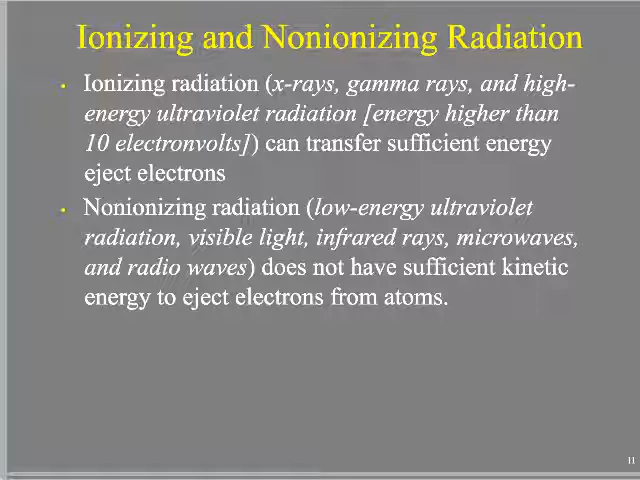 Ionizing and Nonionizing Radiation
• Ionizing radiation (x-rays, gamma rays, and high-
energy ultraviolet radiation [energy higher than
10 electronvolts]) can transfer sufficient energy
eject electrons
• Nonionizing radiation (low-energy ultraviolet
radiation, visible light, infrared rays, microwaves,
and radio waves) does not have sufficient kinetic
energy to eject electrons from atoms.
11